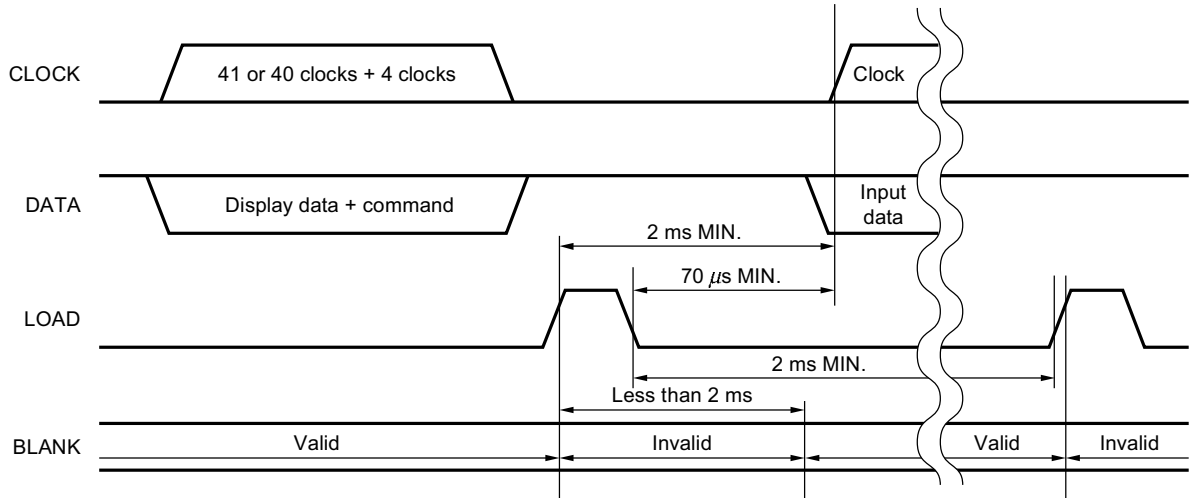 CLOCK
41 or 40 clocks + 4 clocks
Clock
DATA
Display data + command
Input
data
2 ms MIN.
70 μs MIN.
LOAD
2 ms MIN.
Less than 2 ms
BLANK
Valid
Invalid
Valid
Invalid